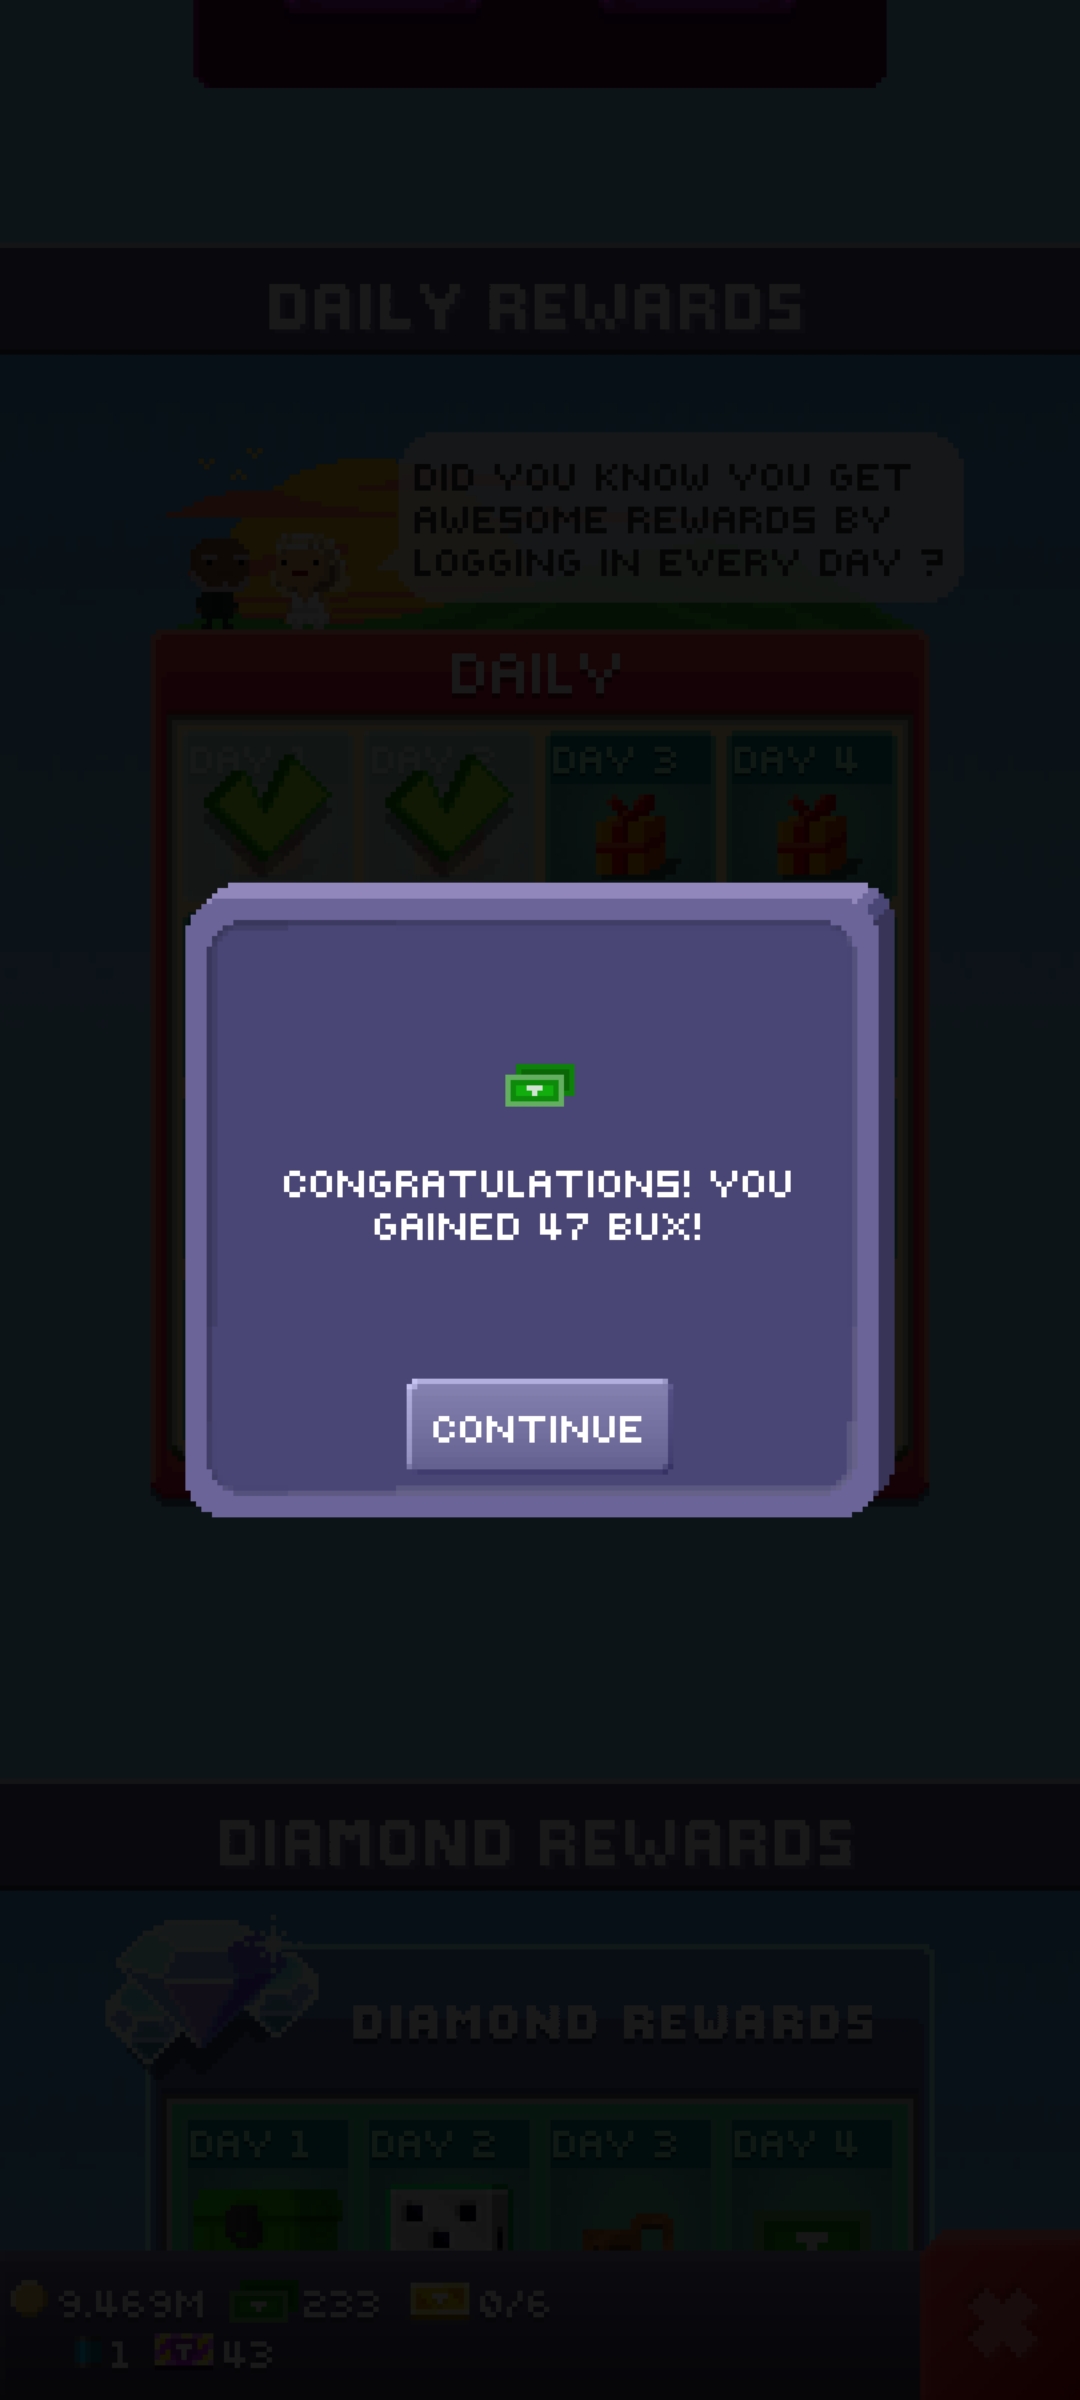 DAILY REWARDS
DID YOU KNOW YOU GET
AWESOME REWARDS BY
LOGGING IN EVERY DAY ?
DAILY
DAY 1
DAY 2
DAY 3
DAY 4
CONGRATULATIONS! YOU
GAINED 47 BUX!
CONTINUE
DIAMOND REWARDS
DIAMOND REWARDS
DAY 1
DAY 2
DAY 3
DAY 4
9.469M
233
0/6
1
43